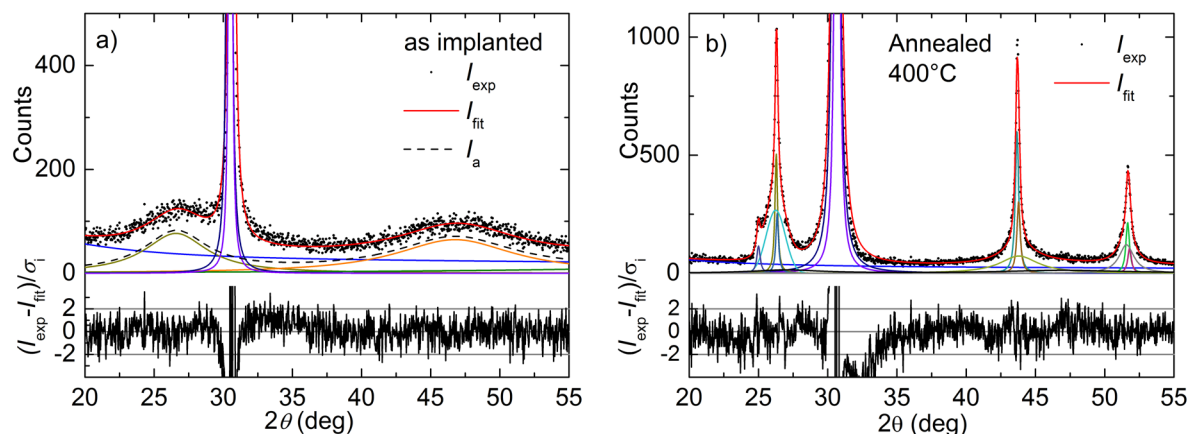 a)
as implanted
I_exp
I_fit
I_a
Counts
400
200
0
(I_exp-I_fit)/σ_i
2
0
-2
20 25 30 35 40 45 50 55
2θ (deg)
b)
Annealed
400°C
I_exp
I_fit
Counts
1000
500
0
(I_exp-I_fit)/σ_i
2
0
-2
20 25 30 35 40 45 50 55
2θ (deg)